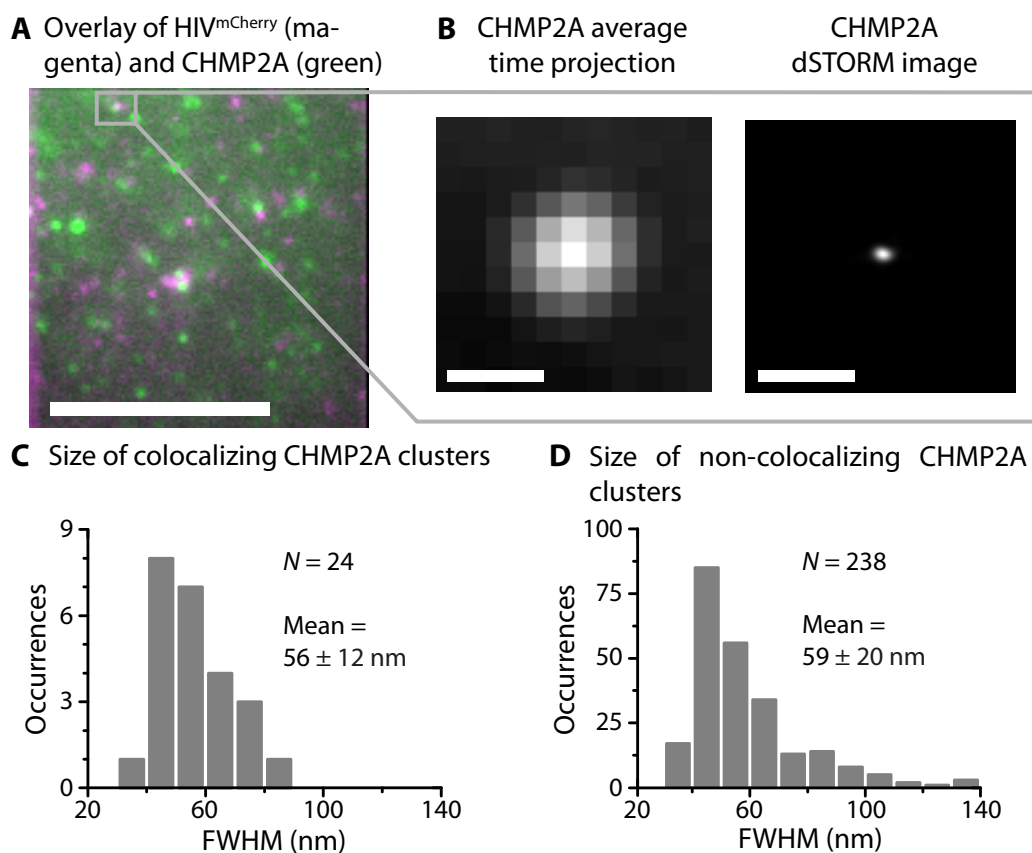 A Overlay of HIVmCherry (ma-
genta) and CHMP2A (green)
B CHMP2A average
time projection
CHMP2A
dSTORM image
C Size of colocalizing CHMP2A clusters
9
6
3
0
Occurrences
N = 24
Mean =
56 ± 12 nm
20 60 100 140
FWHM (nm)
D Size of non-colocalizing CHMP2A
clusters
100
75
50
25
0
Occurrences
N = 238
Mean =
59 ± 20 nm
20 60 100 140
FWHM (nm)